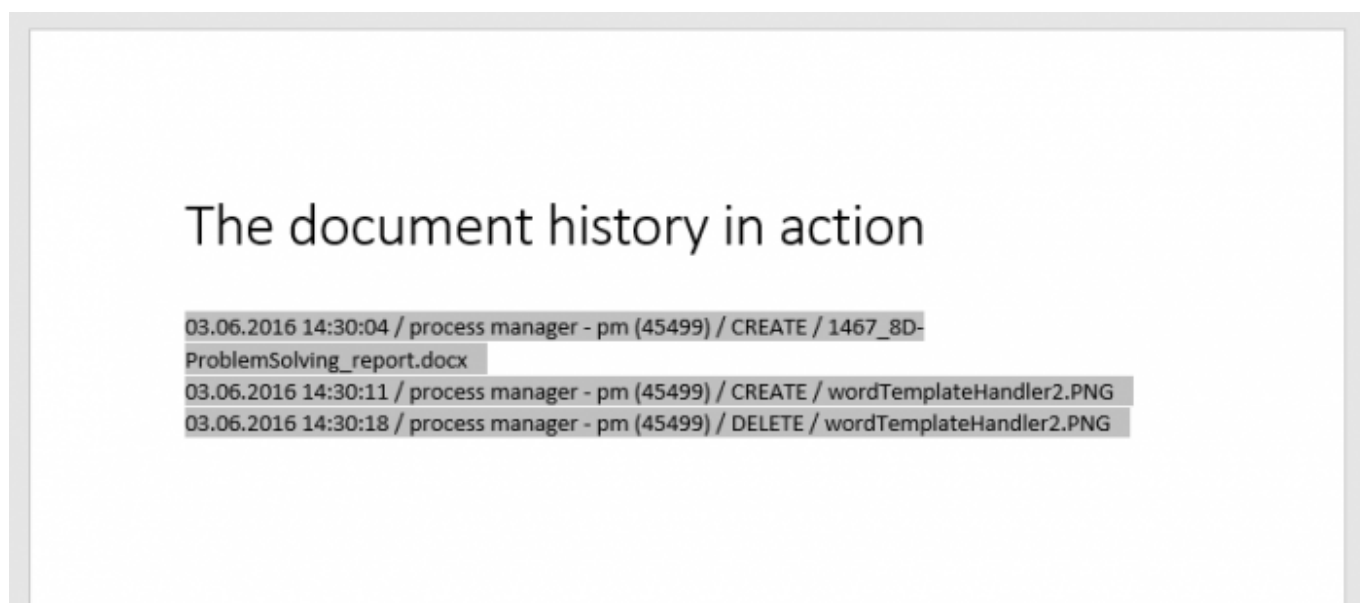 The document history in action
03.06.2016 14:30:04 / process manager - pm (45499) / CREATE / 1467_8D-
ProblemSolving_report.docx
03.06.2016 14:30:11 / process manager - pm (45499) / CREATE / wordTemplateHandler2.PNG
03.06.2016 14:30:18 / process manager - pm (45499) / DELETE / wordTemplateHandler2.PNG